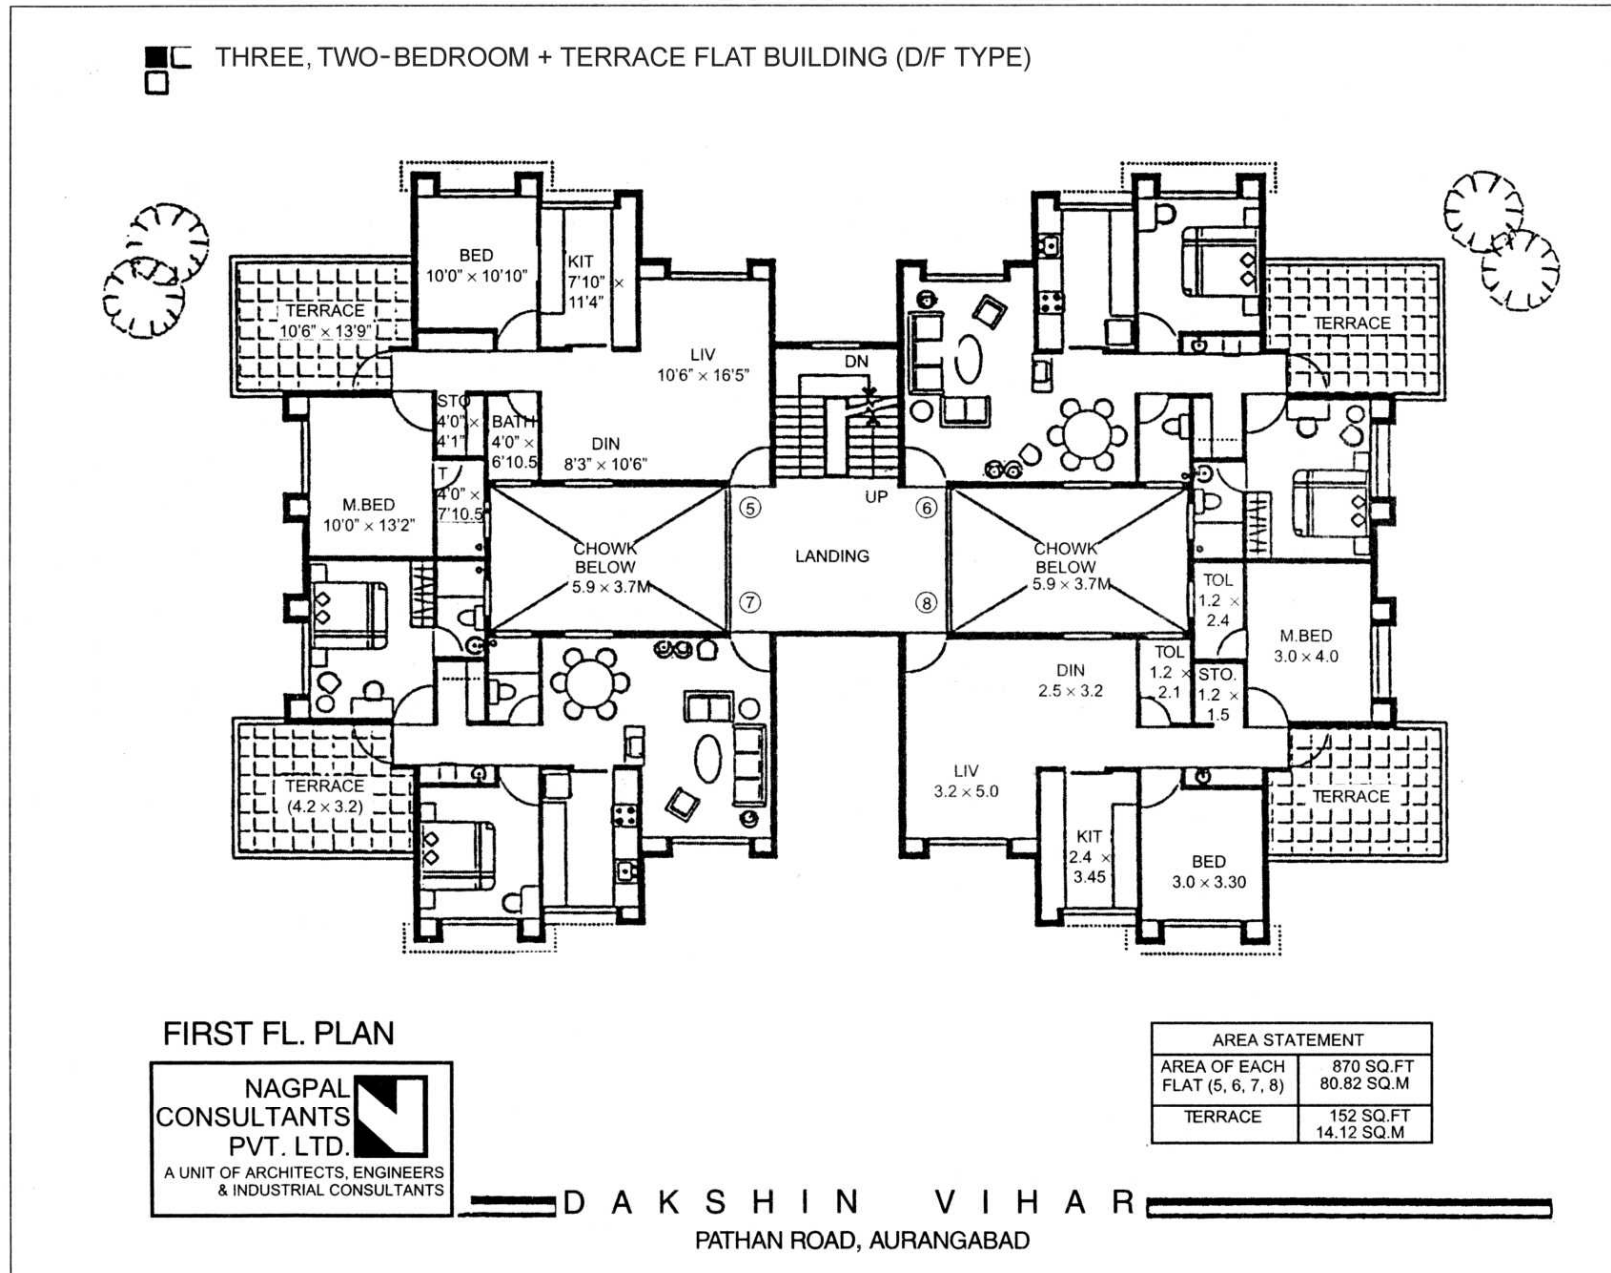 THREE, TWO-BEDROOM + TERRACE FLAT BUILDING (D/F TYPE)
BED
10'0" × 10'10"
KIT
7'10" ×
11'4"
TERRACE
10'6" × 13'9"
LIV
10'6" × 16'5"
DN
TERRACE
STO
4'0" ×
4'1"
BATH
4'0" ×
6'10.5
DIN
8'3" × 10'6"
T
4'0" ×
7'10.5
M.BED
10'0" × 13'2"
UP
5
6
CHOWK
BELOW
5.9 × 3.7M
LANDING
CHOWK
BELOW
5.9 × 3.7M
7
8
TOL
1.2 ×
2.4
M.BED
3.0 × 4.0
DIN
2.5 × 3.2
TOL
1.2 ×
2.1
STO.
1.2 ×
1.5
TERRACE
(4.2 × 3.2)
LIV
3.2 × 5.0
TERRACE
KIT
2.4 ×
3.45
BED
3.0 × 3.30
FIRST FL. PLAN
NAGPAL
CONSULTANTS
PVT. LTD.
A UNIT OF ARCHITECTS, ENGINEERS
& INDUSTRIAL CONSULTANTS
AREA STATEMENT
AREA OF EACH 870 SQ.FT
FLAT (5, 6, 7, 8) 80.82 SQ.M
TERRACE 152 SQ.FT
14.12 SQ.M
DAKSHIN VIHAR
PATHAN ROAD, AURANGABAD